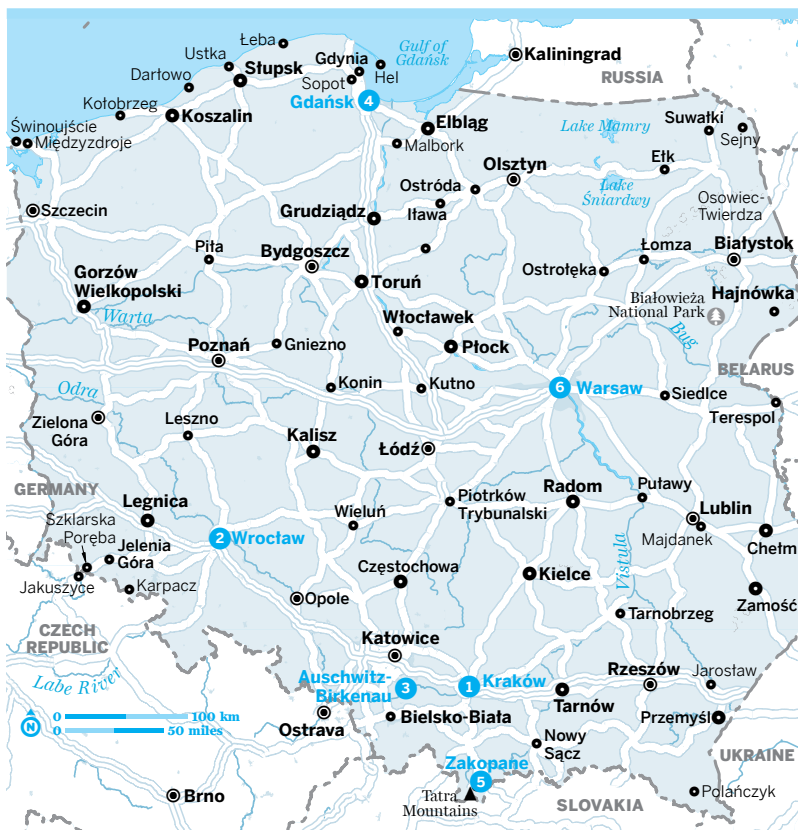 Łeba
Ustka
Gdynia
Gulf of
Gdańsk
Kaliningrad
Słupsk
Hel
Sopot
RUSSIA
Darłowo
Gdańsk 4
Kołobrzeg
Koszalin
Elbląg
Suwałki
Lake Mamry
Sejny
Świnoujście
Międzyzdroje
Malbork
Olsztyn
Ełk
Ostróda
Lake
Śniardwy
Osowiec-
Twierdza
Szczecin
Grudziądz
Iława
Piła
Bydgoszcz
Łomza
Białystok
Gorzów
Wielkopolski
Toruń
Ostrołęka
Białowieża
National Park
Hajnówka
Warta
Włocławek
Bug
Poznań
Gniezno
Płock
BELARUS
Odra
Konin
Kutno
6 Warsaw
Siedlce
Terespol
Zielona
Góra
Leszno
Kalisz
Łódź
GERMANY
Legnica
Wieluń
Piotrków
Trybunalski
Radom
Puławy
Lublin
Majdanek
Chełm
Szklarska
Poręba
2 Wrocław
Jelenia
Góra
Jakuszyce
Karpacz
Częstochowa
Kielce
Vistula
Zamość
Opole
Tarnobrzeg
CZECH
REPUBLIC
Katowice
Labe River
Auschwitz-
Birkenau 3
1 Kraków
Rzeszów
Jarosław
Tarnów
N
0 100 km
0 50 miles
Ostrava
Bielsko-Biała
Przemyśl
Nowy
Sącz
UKRAINE
Zakopane
5
Brno
Tatra
Mountains
SLOVAKIA
Polańczyk